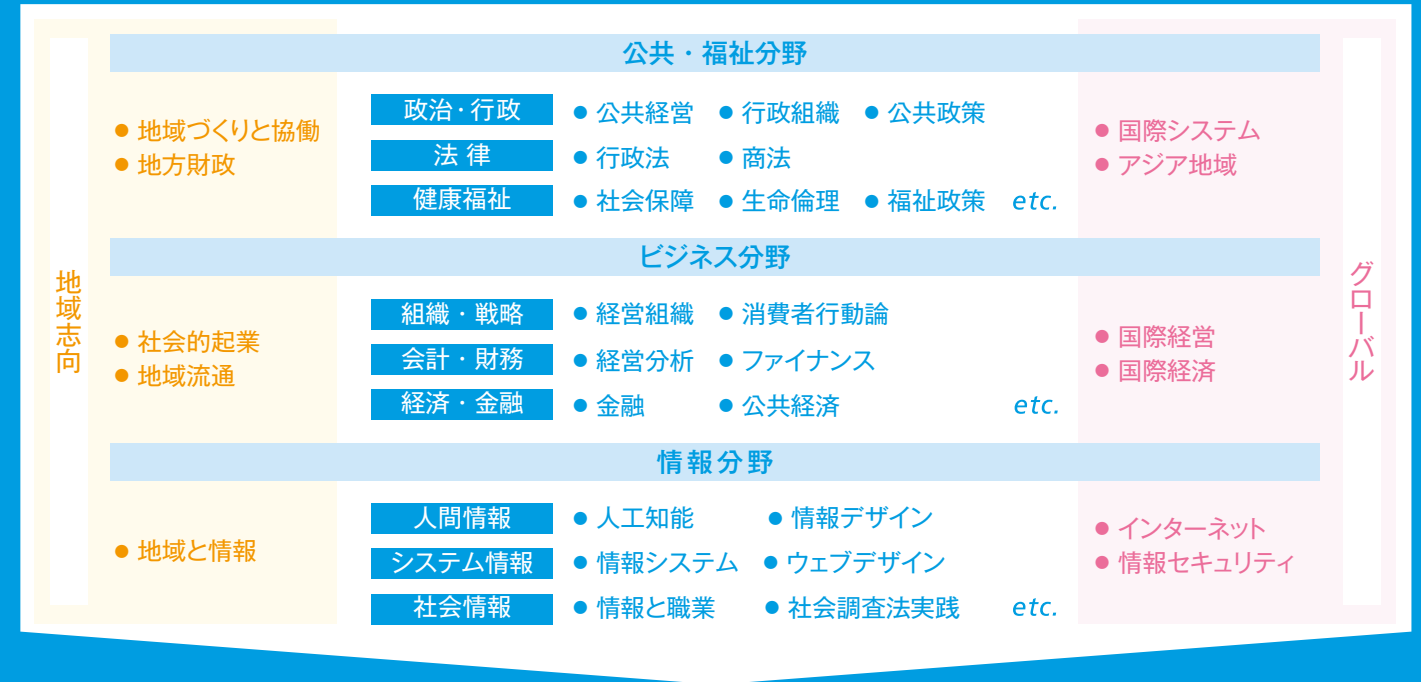 公共・福祉分野
地域志向
● 地域づくりと協働
● 地方財政
政治・行政 ● 公共経営 ● 行政組織 ● 公共政策
法 律 ● 行政法 ● 商法
健康福祉 ● 社会保障 ● 生命倫理 ● 福祉政策 etc.
● 国際システム
● アジア地域
グローバル
ビジネス分野
● 社会的起業
● 地域流通
組織・戦略 ● 経営組織 ● 消費者行動論
会計・財務 ● 経営分析 ● ファイナンス
経済・金融 ● 金融 ● 公共経済 etc.
● 国際経営
● 国際経済
情報分野
● 地域と情報
人間情報 ● 人工知能 ● 情報デザイン
システム情報 ● 情報システム ● ウェブデザイン
社会情報 ● 情報と職業 ● 社会調査法実践 etc.
● インターネット
● 情報セキュリティ